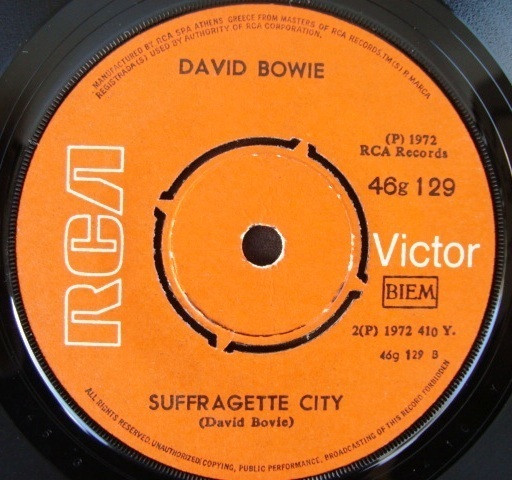 MANUFACTURED BY RCA SPA ATHENS GREECE FROM MASTERS OF RCA RECORDS.TM(S) R MARCA
REGISTRADA(S) USED BY AUTHORITY OF RCA CORPORATION.
DAVID BOWIE
(P) 1972
RCA Records
46g 129
RCA
Victor
BIEM
2(P) 1972 410 Y.
46g 129 B
SUFFRAGETTE CITY
(David Bovie)
ALL RIGHTS RESERVED. UNAUTHORIZED COPYING, PUBLIC PERFORMANCE, BROADCASTING OF THIS RECORD FORBIDDEN